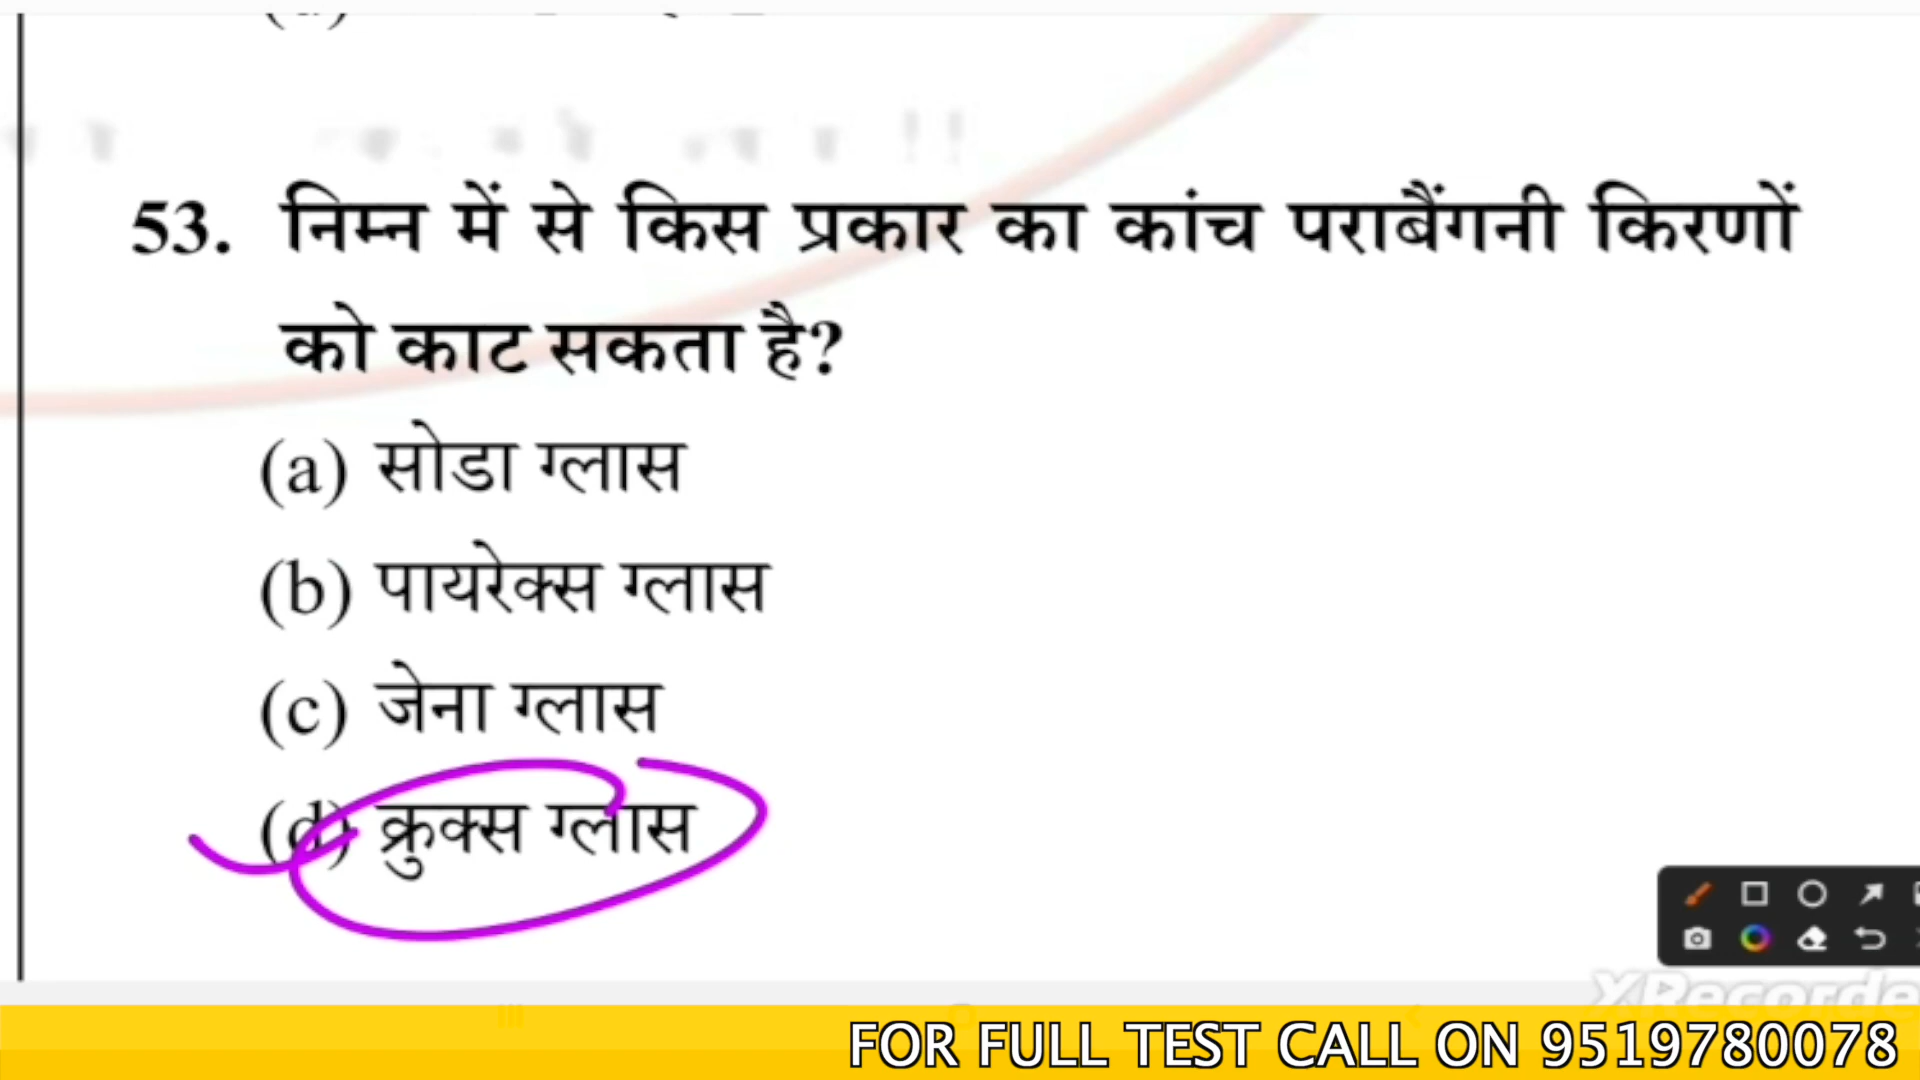 53. निम्न में से किस प्रकार का कांच पराबैंगनी किरणों
को काट सकता है?
(a) सोडा ग्लास
(b) पायरेक्स ग्लास
(c) जेना ग्लास
(d) क्रुक्स ग्लास
FOR FULL TEST CALL ON 9519780078